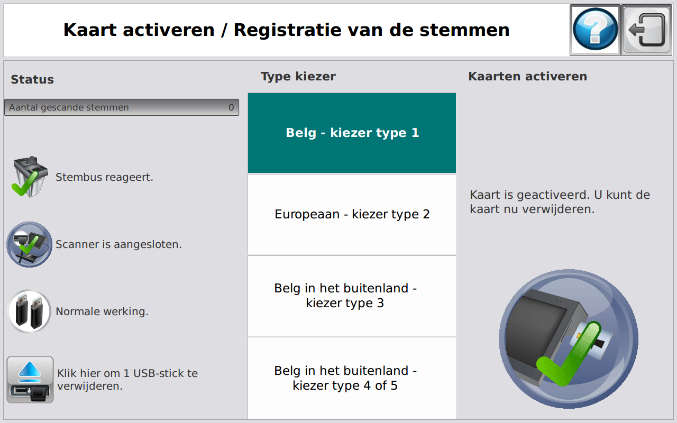 Kaart activeren / Registratie van de stemmen
Status
Aantal gescande stemmen 0
Stembus reageert.
Scanner is aangesloten.
Normale werking.
Klik hier om 1 USB-stick te
verwijderen.
Type kiezer
Belg - kiezer type 1
Europeaan - kiezer type 2
Belg in het buitenland -
kiezer type 3
Belg in het buitenland -
kiezer type 4 of 5
Kaarten activeren
Kaart is geactiveerd. U kunt de
kaart nu verwijderen.